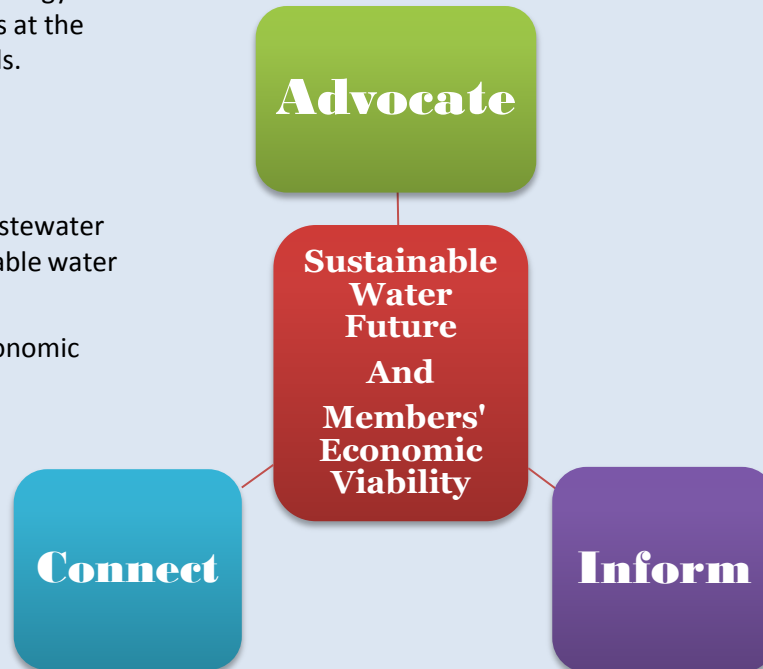 s at the
ls.
Advocate
stewater
able water
onomic
Sustainable
Water
Future
And
Members'
Economic
Viability
Connect
Inform